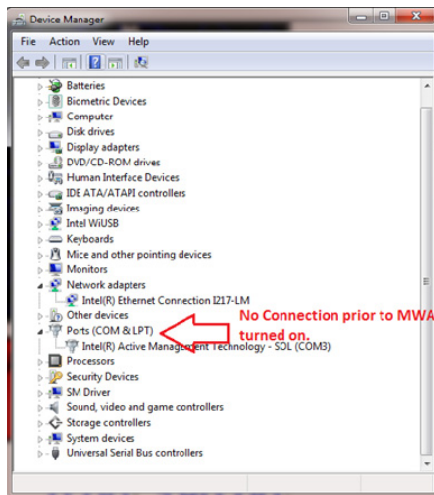 Device Manager
File Action View Help
Batteries
Biometric Devices
Computer
Disk drives
Display adapters
DVD/CD-ROM drives
Human Interface Devices
IDE ATA/ATAPI controllers
Imaging devices
Intel WiUSB
Keyboards
Mice and other pointing devices
Monitors
Network adapters
Intel(R) Ethernet Connection I217-LM
Other devices
No Connection prior to MWA
Ports (COM & LPT)
turned on.
Intel(R) Active Management Technology - SOL (COM3)
Processors
Security Devices
SM Driver
Sound, video and game controllers
Storage controllers
System devices
Universal Serial Bus controllers